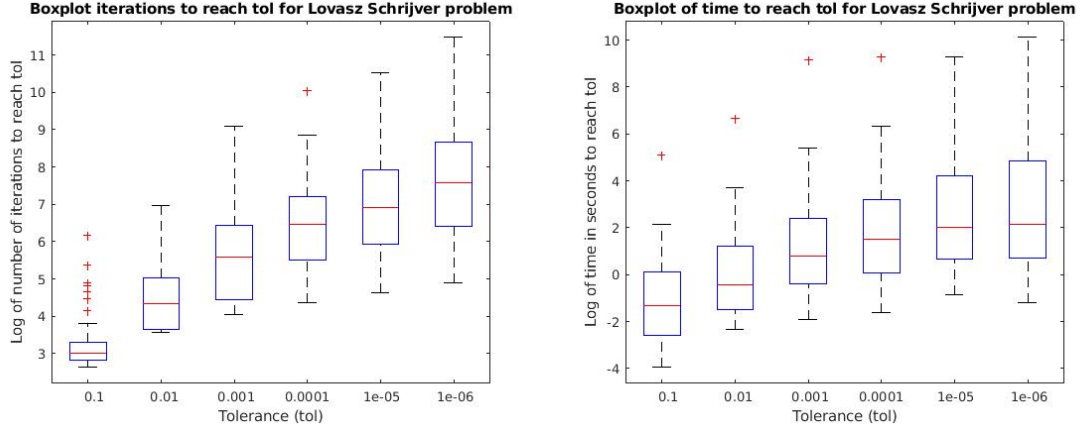 Boxplot iterations to reach tol for Lovasz Schrijver problem
Log of number of iterions to reach tol
11
10
9
8
7
6
5
4
3
0.1 0.01 0.001 0.0001 1e-05 1e-06
Tolerance (tol)
Boxplot of time to reach tol for Lovasz Schrijver problem
Log of time in seconds to reach tol
10
8
6
4
2
0
-2
-4
0.1 0.01 0.001 0.0001 1e-05 1e-06
Tolerance (tol)